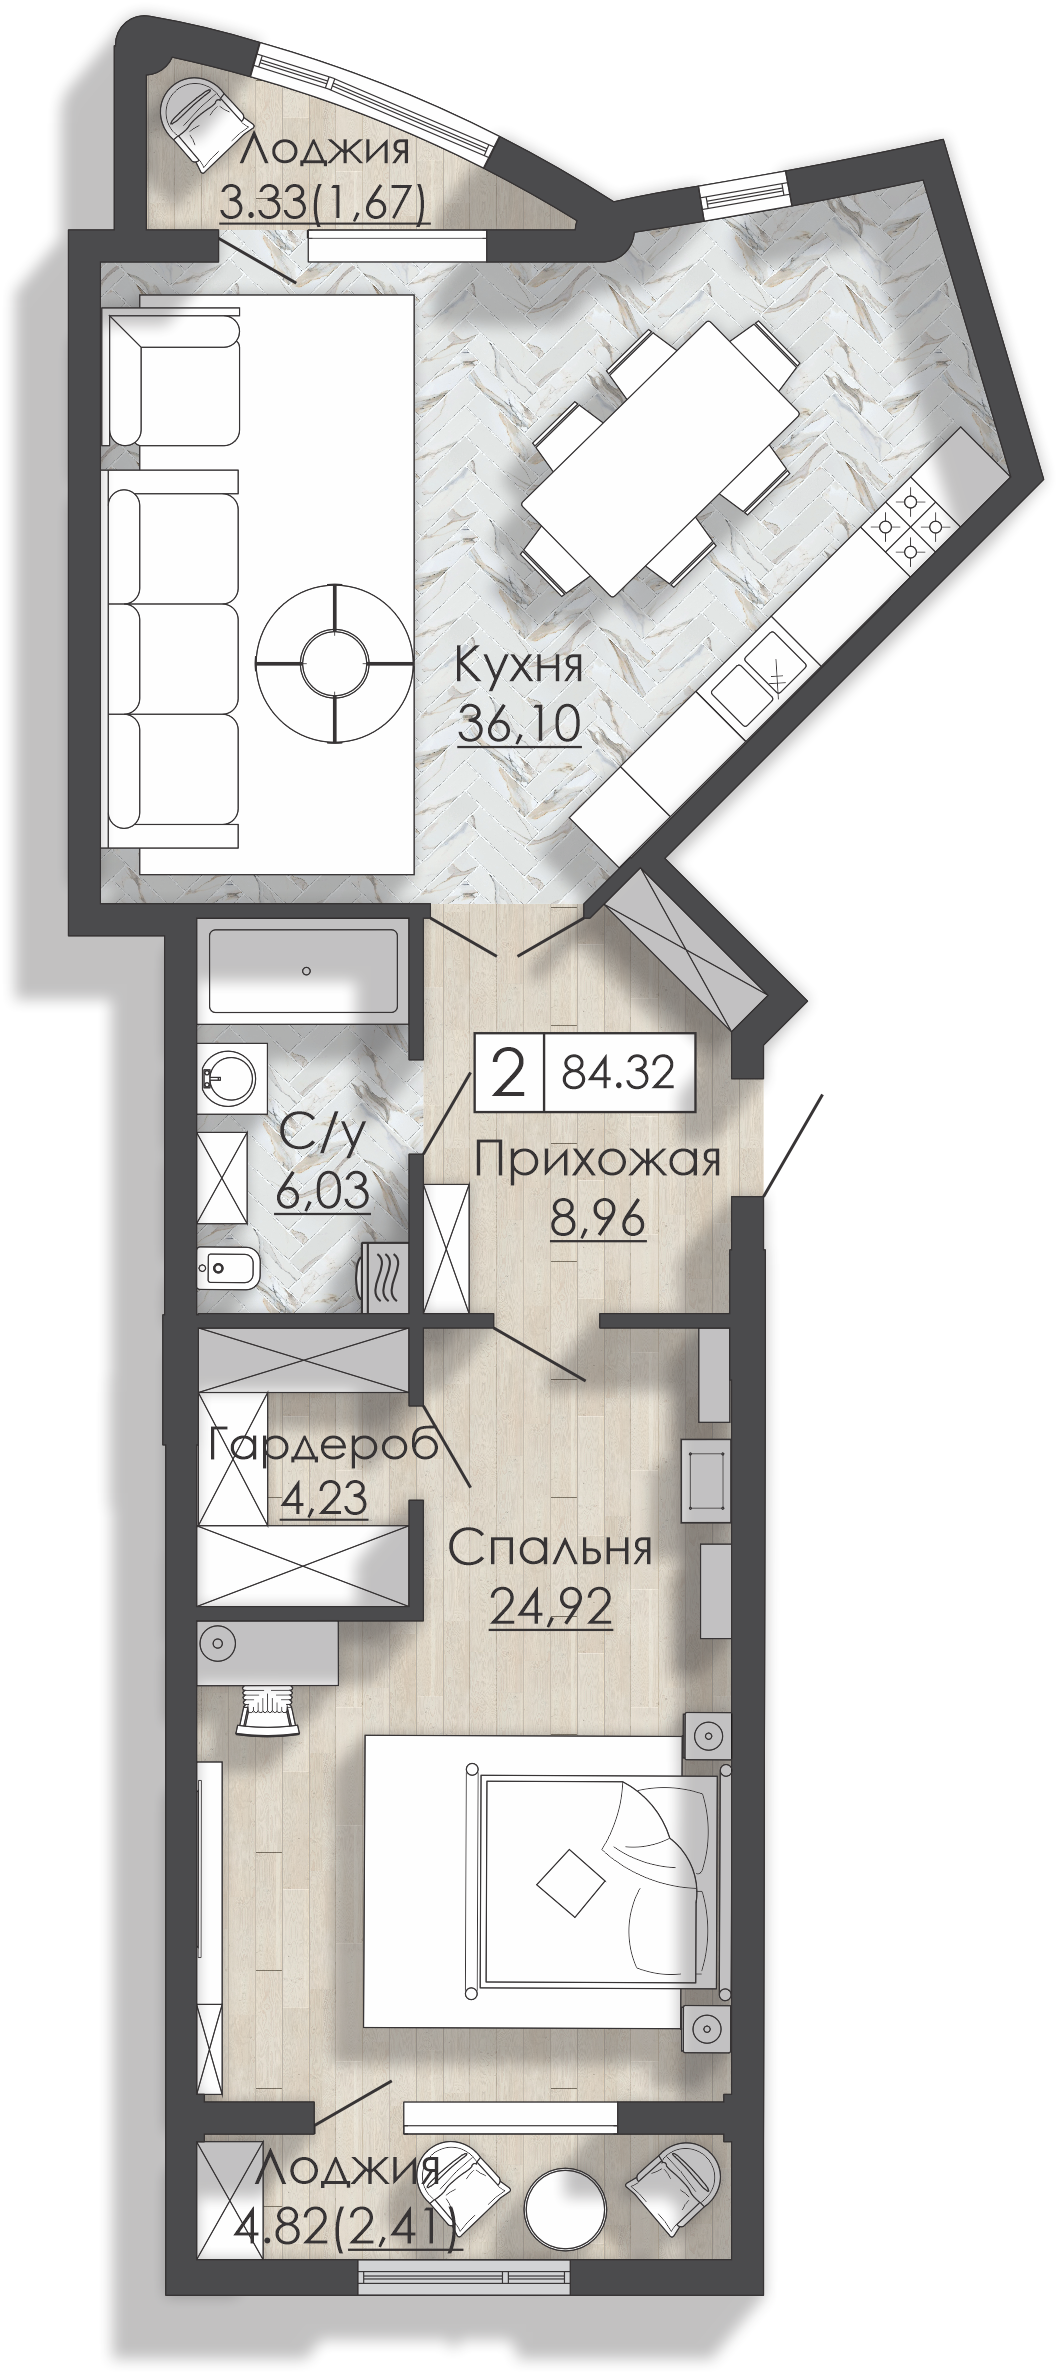 Лоджия
3.33(1,67)
Кухня
36,10
2 84.32
С/у
6,03
Прихожая
8,96
Гардероб
4,23
Спальня
24,92
Лоджия
4.82(2,41)